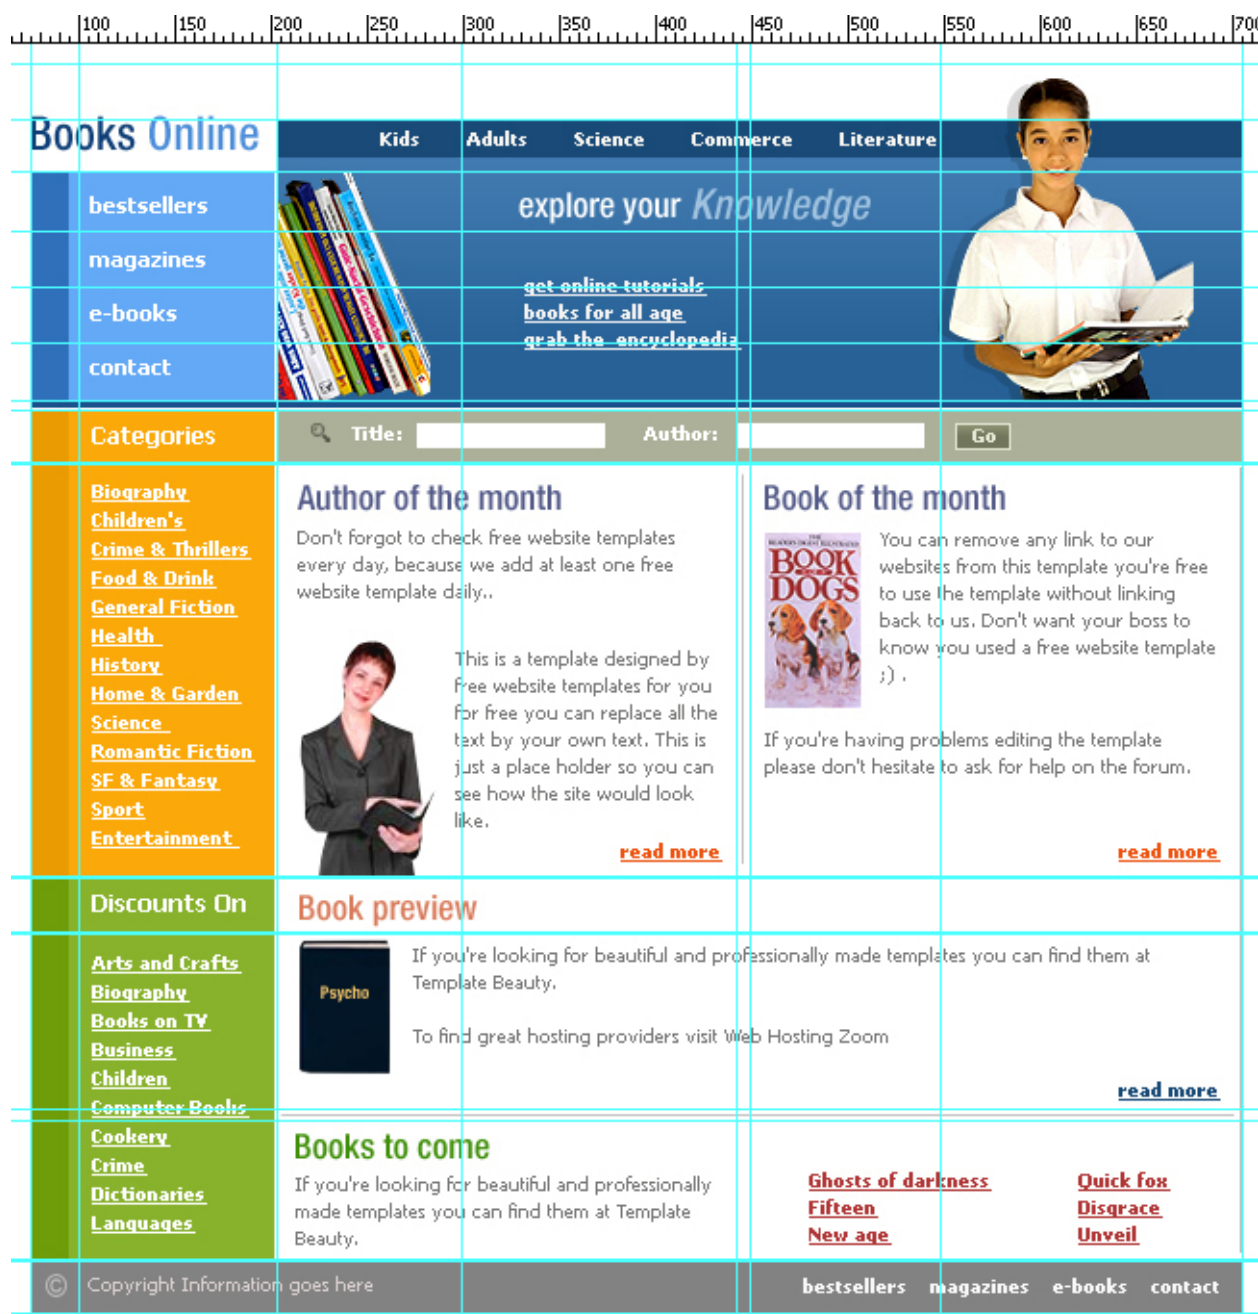 100 150 200 250 300 350 400 450 500 550 600 650 700
Books Online
Kids Adults Science Commerce Literature
bestsellers
magazines
e-books
contact
explore your Knowledge
get online tutorials
books for all age
grab the encyclopedia
Categories
Title: Author: Go
Biography
Children's
Crime & Thrillers
Food & Drink
General Fiction
Health
History
Home & Garden
Science
Romantic Fiction
SF & Fantasy
Sport
Entertainment
Author of the month
Don't forgot to check free website templates
every day, because we add at least one free
website template daily..
This is a template designed by
free website templates for you
for free you can replace all the
text by your own text. This is
just a place holder so you can
see how the site would look
like.
read more
Book of the month
BOOK
DOGS
You can remove any link to our
websites from this template you're free
to use the template without linking
back to us. Don't want your boss to
know you used a free website template
;) .
If you're having problems editing the template
please don't hesitate to ask for help on the forum.
read more
Discounts On
Arts and Crafts
Biography
Books on TV
Business
Children
Computer Books
Cookery
Crime
Dictionaries
Languages
Book preview
Psycho
If you're looking for beautiful and professionally made templates you can find them at
Template Beauty.
To find great hosting providers visit Web Hosting Zoom
read more
Books to come
If you're looking for beautiful and professionally
made templates you can find them at Template
Beauty.
Ghosts of darkness Quick fox
Fifteen Disgrace
New age Unveil
© Copyright Information goes here
bestsellers magazines e-books contact